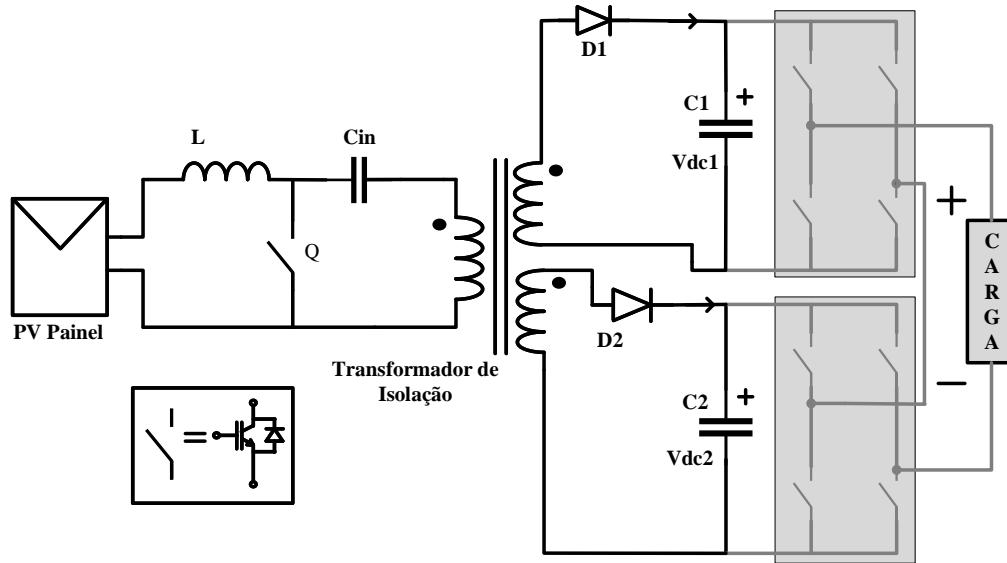 D1
C1
+
L
Cin
Vdc1
Q
+
C
A
R
G
A
PV Painel
D2
Transformador de
Isolação
C2
+
−
Vdc2
=